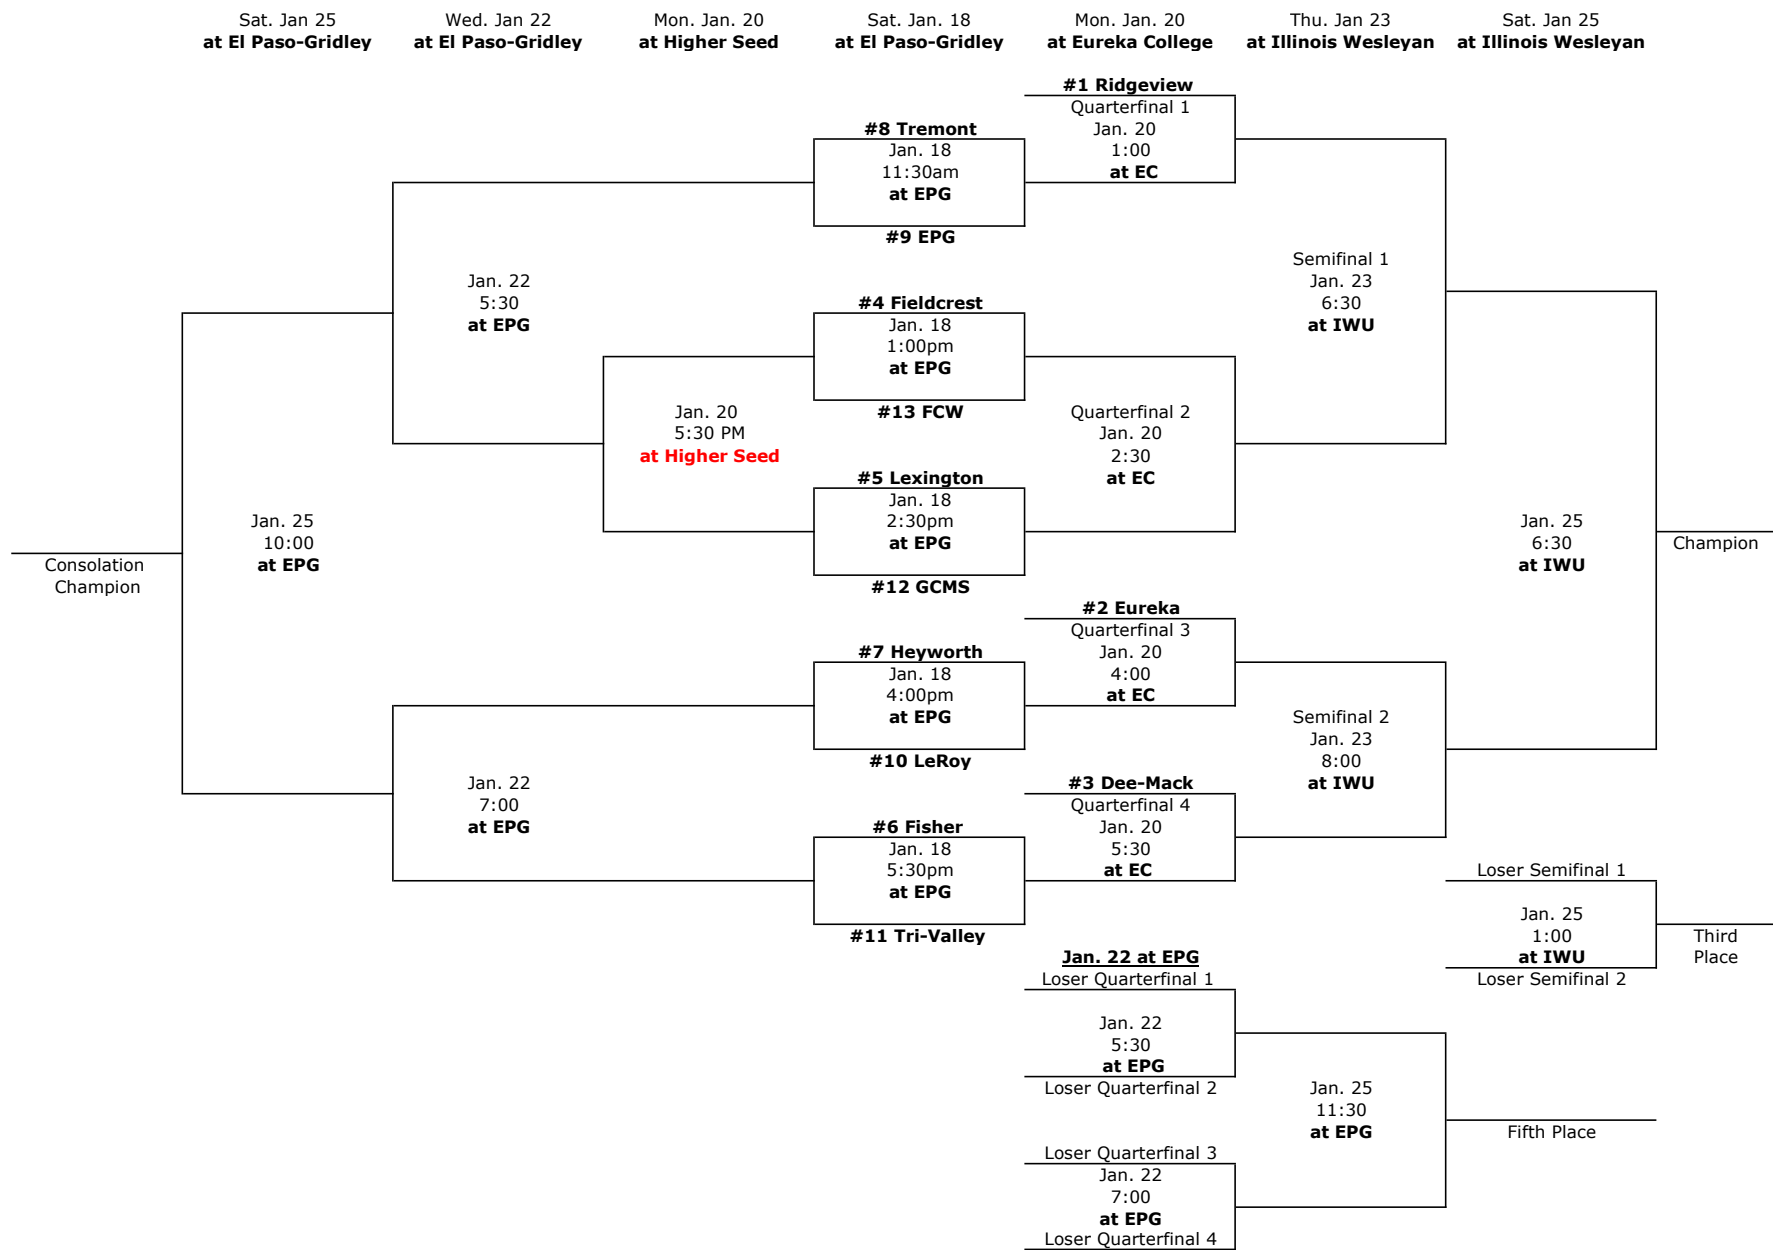 Sat. Jan 25
at El Paso-Gridley
Wed. Jan 22
at El Paso-Gridley
Mon. Jan. 20
at Higher Seed
Sat. Jan. 18
at El Paso-Gridley
Mon. Jan. 20
at Eureka College
Thu. Jan 23
at Illinois Wesleyan
Sat. Jan 25
at Illinois Wesleyan
Jan. 25
10:00
at EPG
Consolation
Champion
Jan. 22
5:30
at EPG
Jan. 22
7:00
at EPG
Jan. 20
5:30 PM
at Higher Seed
#8 Tremont
Jan. 18
11:30am
at EPG
#9 EPG
#4 Fieldcrest
Jan. 18
1:00pm
at EPG
#13 FCW
#5 Lexington
Jan. 18
2:30pm
at EPG
#12 GCMS
#7 Heyworth
Jan. 18
4:00pm
at EPG
#10 LeRoy
#6 Fisher
Jan. 18
5:30pm
at EPG
#11 Tri-Valley
#1 Ridgeview
Quarterfinal 1
Jan. 20
1:00
at EC
Quarterfinal 2
Jan. 20
2:30
at EC
#2 Eureka
Quarterfinal 3
Jan. 20
4:00
at EC
#3 Dee-Mack
Quarterfinal 4
Jan. 20
5:30
at EC
Semifinal 1
Jan. 23
6:30
at IWU
Semifinal 2
Jan. 23
8:00
at IWU
Jan. 25
6:30
at IWU
Champion
Loser Semifinal 1
Jan. 25
1:00
at IWU
Loser Semifinal 2
Third
Place
Jan. 22 at EPG
Loser Quarterfinal 1
Jan. 22
5:30
at EPG
Loser Quarterfinal 2
Loser Quarterfinal 3
Jan. 22
7:00
at EPG
Loser Quarterfinal 4
Jan. 25
11:30
at EPG
Fifth Place